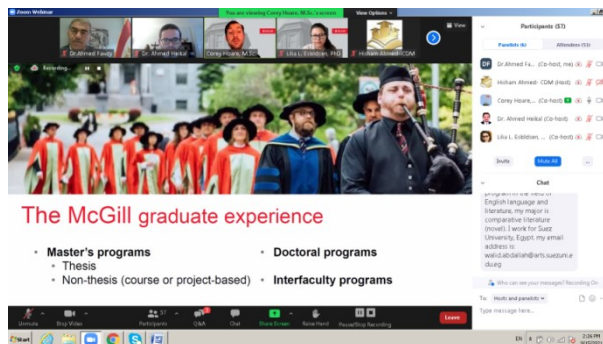 Zoom Webinar
You are viewing Corey Hoare, M.Sc.'s screen
View Options
View
Dr.Ahmed Fawzy
Dr. Ahmed Heikal
Corey Hoare, M.Sc.
Lisa L. Eibildsen, PhD
Hisham Ahmed- CDM
Recording...
The McGill graduate experience
• Master's programs
• Thesis
• Non-thesis (course or project-based)
• Doctoral programs
• Interfaculty programs
Unmute
Stop Video
Participants
57
Q&A
Chat
Share Screen
Raise Hand
Pause/Stop Recording
Leave
Participants (57)
Panelists (6)
Attendees (51)
DF
Dr.Ahmed Fa... (Co-host, me)
Hisham Ahmed- CDM (Host)
Corey Hoare,... (Co-host)
Dr. Ahmed Heikal (Co-host)
Lisa L. Eibildsen, ... (Co-host)
Invite
Mute All
...
Chat
program in the field of
English language and
literature, my major is
comparative literature
(novel). I work for Suez
University, Egypt. my email
address is:
walid.abdallah@arts.suezuni.e
du.eg
Who can see your messages? Recording On
To: Hosts and panelists
Type message here...
Start
EN
2:26 PM